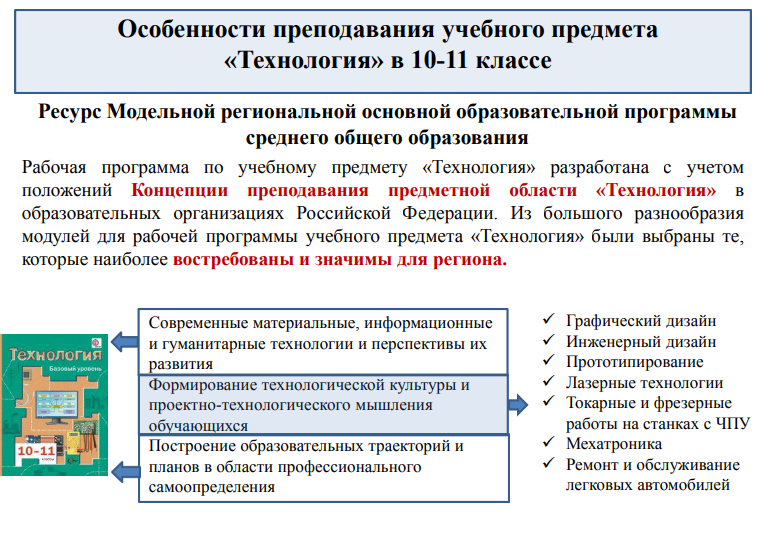 Особенности преподавания учебного предмета
«Технология» в 10-11 классе
Ресурс Модельной региональной основной образовательной программы
среднего общего образования
Рабочая программа по учебному предмету «Технология» разработана с учетом
положений Концепции преподавания предметной области «Технология» в
образовательных организациях Российской Федерации. Из большого разнообразия
модулей для рабочей программы учебного предмета «Технология» были выбраны те,
которые наиболее востребованы и значимы для региона.
Технология
Базовый уровень
10-11
классы
Современные материальные, информационные
и гуманитарные технологии и перспективы их
развития
Формирование технологической культуры и
проектно-технологического мышления
обучающихся
Построение образовательных траекторий и
планов в области профессионального
самоопределения
✓ Графический дизайн
✓ Инженерный дизайн
✓ Прототипирование
✓ Лазерные технологии
✓ Токарные и фрезерные
работы на станках с ЧПУ
✓ Мехатроника
✓ Ремонт и обслуживание
легковых автомобилей